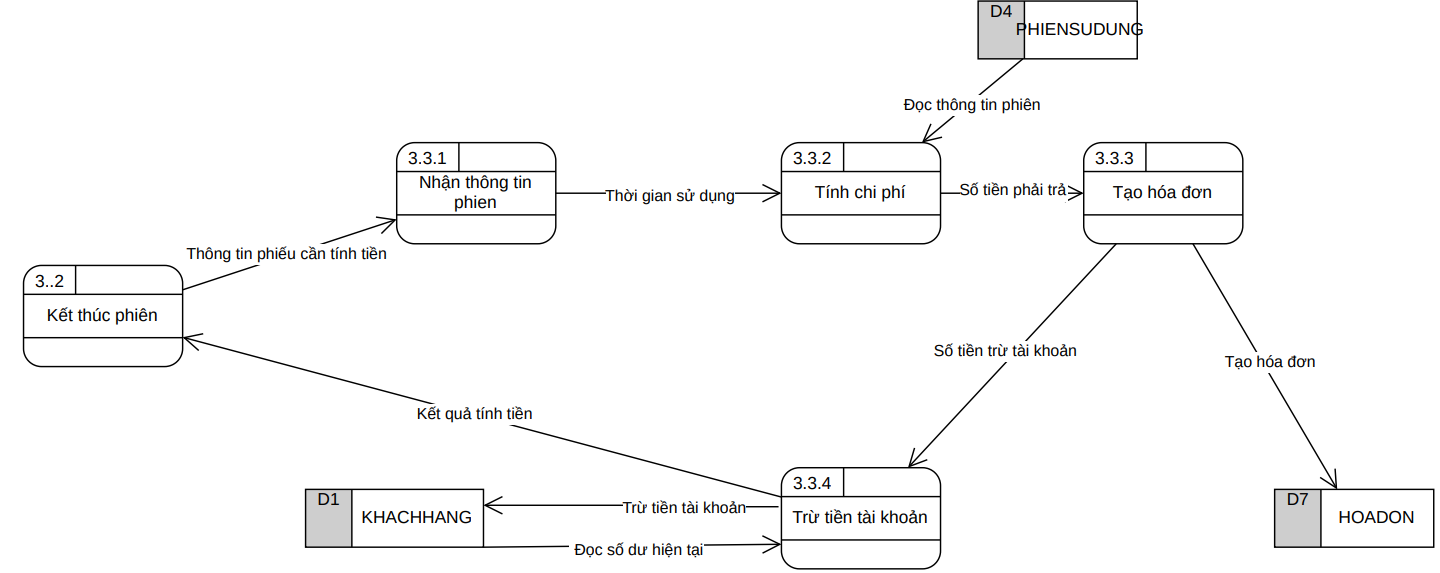 D4
PHIENSUDUNG
Đọc thông tin phiên
3.3.1
Nhận thông tin
phien
Thời gian sử dụng
3.3.2
Tính chi phí
Số tiền phải trả
3.3.3
Tạo hóa đơn
Thông tin phiếu cần tính tiền
3..2
Kết thúc phiên
Số tiền trừ tài khoản
Tạo hóa đơn
Kết quả tính tiền
3.3.4
Trừ tiền tài khoản
D1
KHACHHANG
Trừ tiền tài khoản
Đọc số dư hiện tại
D7
HOADON